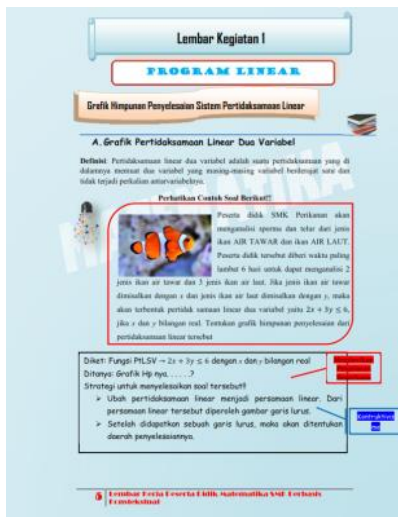 Lembar Kegiatan 1
PROGRAM LINEAR
Grafik Himpunan Penyelesaian Sistem Pertidaksamaan Linear
A. Grafik Pertidaksamaan Linear Dua Variabel
Definisi: Pertidaksamaan linear dua variabel adalah suatu pertidaksamaan yang di
dalamnya memuat dua variabel yang masing-masing variabel berderajat satu dan
tidak terjadi perkalian antarvariabelnya.
Perhatikan Contoh Soal Berikut!!
Peserta didik SMK Perikanan akan
menganalisi sperma dan telur dari jenis
ikan AIR TAWAR dan ikan AIR LAUT.
Peserta didik tersebut diberi waktu paling
lambat 6 hari untuk dapat menganalisis 2
jenis ikan air tawar dan 3 jenis ikan air laut. Jika jenis ikan air tawar
dimisalkan dengan x dan jenis ikan air laut dimisalkan dengan y, maka
akan terbentuk pertidak samaan linear dua variabel yaitu 2x + 3y ≤ 6,
jika x dan y bilangan real. Tentukan grafik himpunan penyelesaian dari
pertidaksamaan linear tersebut
Diket: Fungsi PtLSV → 2x + 3y ≤ 6 dengan x dan y bilangan real
Ditanya: Grafik Hp nya. . . . . .?
Strategi untuk menyelesaikan soal tersebut!!
➢ Ubah pertidaksamaan linear menjadi persamaan linear. Dari
persamaan linear tersebut diperoleh gambar garis lurus.
➢ Setelah didapatkan sebuah garis lurus, maka akan ditentukan
daerah penyelesaiannya.
5 Lembar Kerja Peserta Didik Matematika SMK Berbasis
Kontekstual